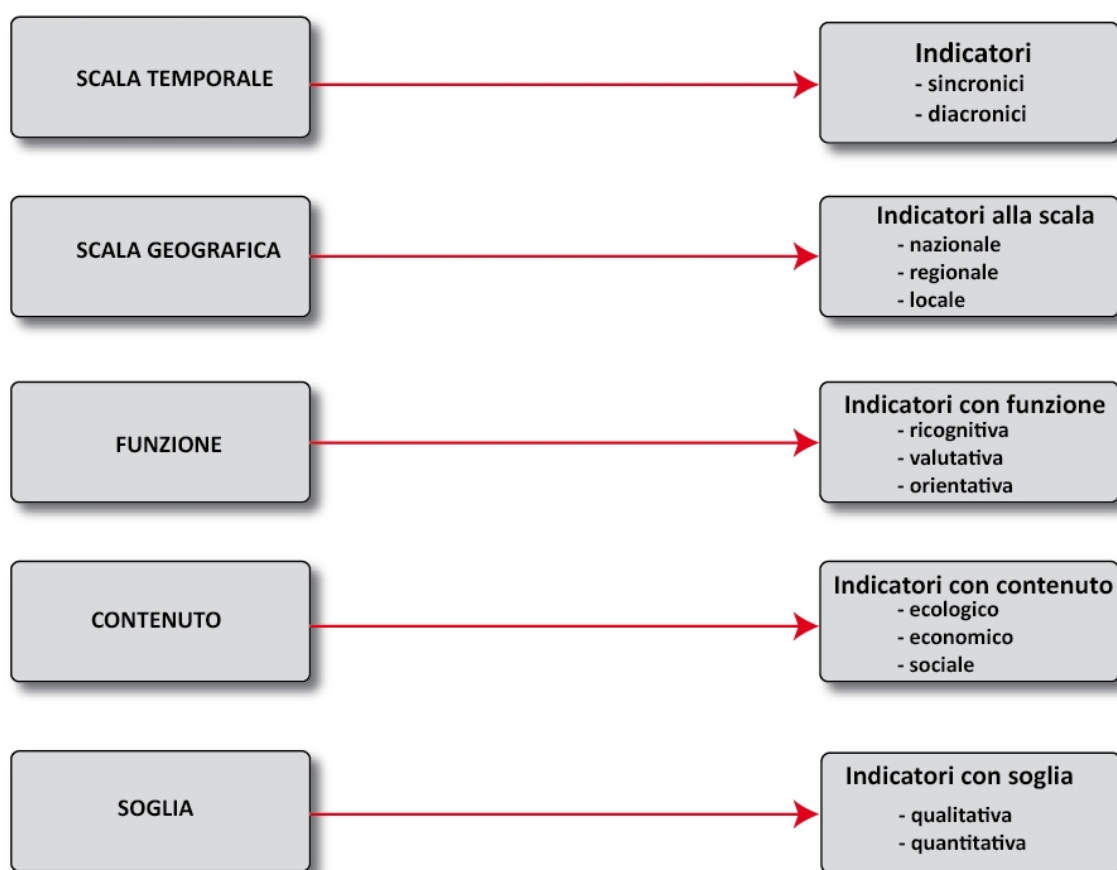 SCALA TEMPORALE
Indicatori
- sincronici
- diacronici
SCALA GEOGRAFICA
Indicatori alla scala
- nazionale
- regionale
- locale
FUNZIONE
Indicatori con funzione
- ricognitiva
- valutativa
- orientativa
CONTENUTO
Indicatori con contenuto
- ecologico
- economico
- sociale
SOGLIA
Indicatori con soglia
- qualitativa
- quantitativa